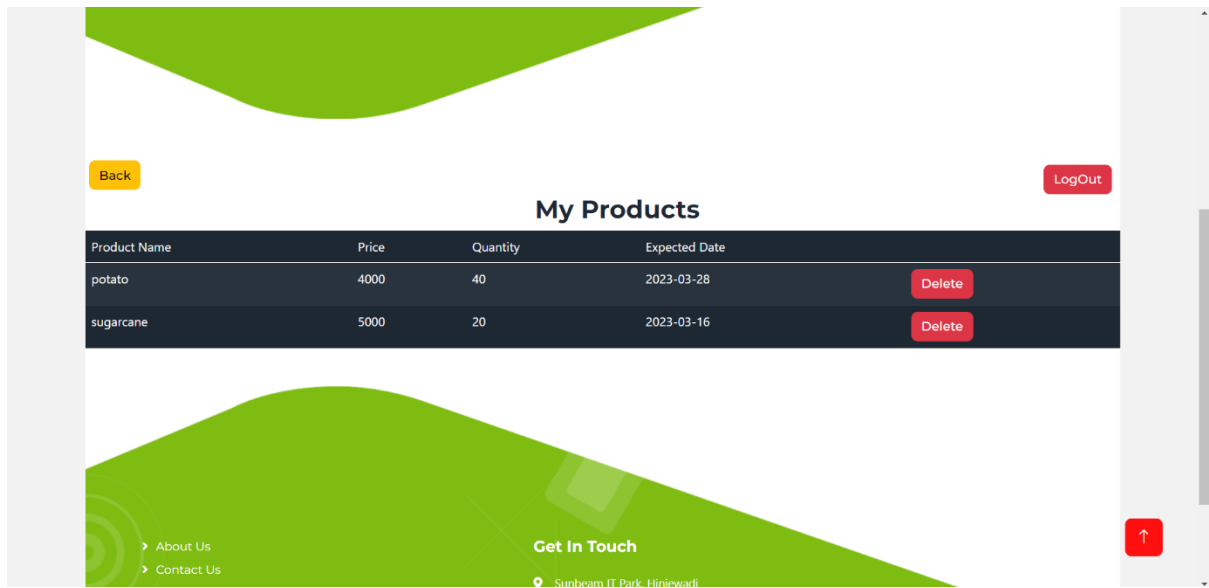 Back
LogOut
My Products
Product Name Price Quantity Expected Date
potato 4000 40 2023-03-28 Delete
sugarcane 5000 20 2023-03-16 Delete
About Us
Get In Touch
Contact Us
Sunbeam IT Park, Hinjewadi